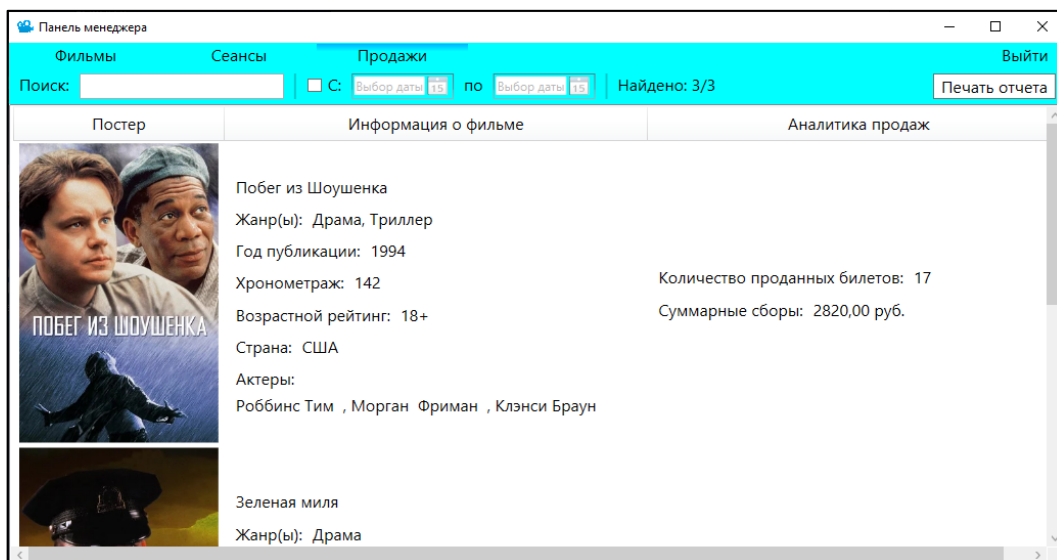 Панель менеджера
Фильмы Сеансы Продажи Выйти
Поиск: С: Выбор даты 15 по Выбор даты 15 Найдено: 3/3 Печать отчета
Постер Информация о фильме Аналитика продаж
ПОБЕГ ИЗ ШОУШЕНКА
Побег из Шоушенка
Жанр(ы): Драма, Триллер
Год публикации: 1994
Хронометраж: 142
Возрастной рейтинг: 18+
Страна: США
Актеры:
Роббинс Тим , Морган Фриман , Клэнси Браун
Количество проданных билетов: 17
Суммарные сборы: 2820,00 руб.
Зеленая миля
Жанр(ы): Драма